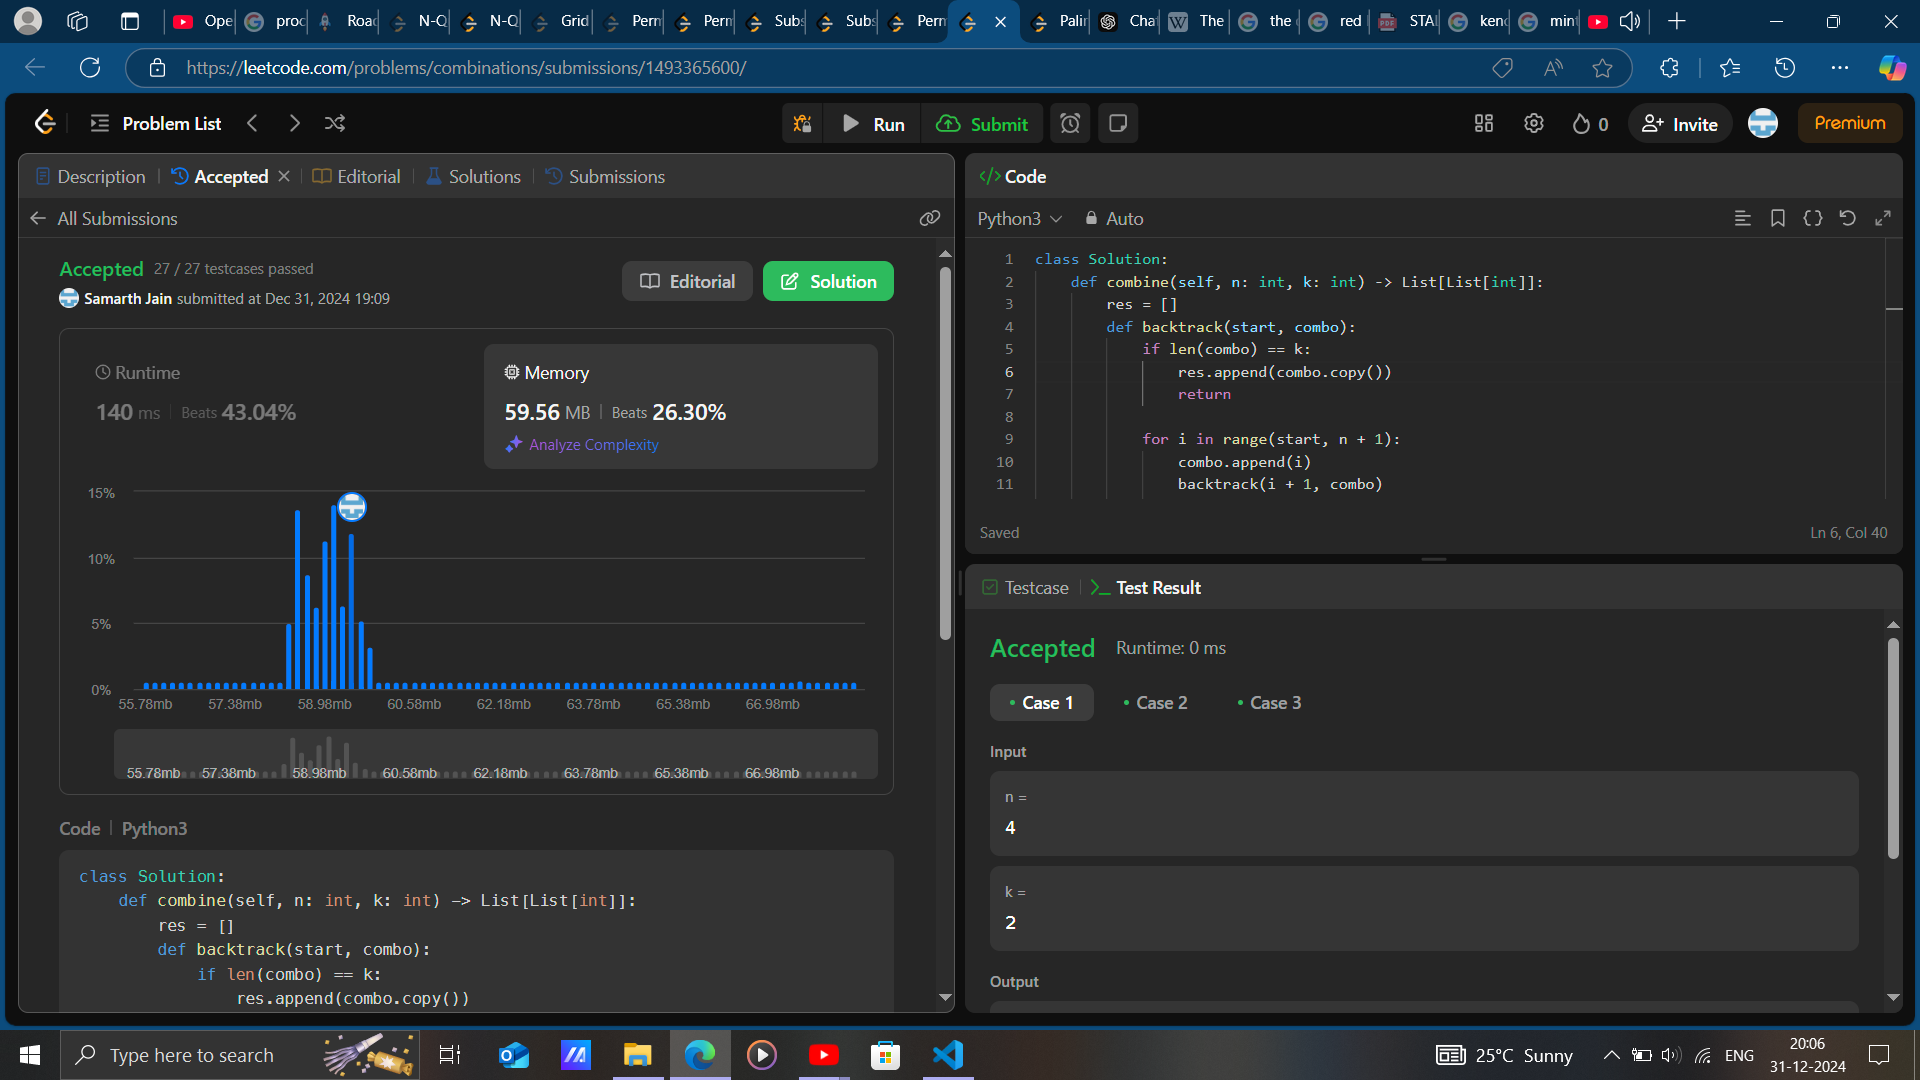 Ope
proc
Roac
N-Q
N-Q
Grid
Perm
Perm
Subs
Subs
Perm
Palin
Cha
The
the
red
STAI
kenc
mint
https://leetcode.com/problems/combinations/submissions/1493365600/
Problem List
Run
Submit
0
Invite
Premium
Description
Accepted
Editorial
Solutions
Submissions
All Submissions
Accepted 27 / 27 testcases passed
Samarth Jain submitted at Dec 31, 2024 19:09
Editorial
Solution
Runtime
140 ms | Beats 43.04%
Memory
59.56 MB | Beats 26.30%
Analyze Complexity
15%
10%
5%
0%
55.78mb 57.38mb 58.98mb 60.58mb 62.18mb 63.78mb 65.38mb 66.98mb
55.78mb 57.38mb 58.98mb 60.58mb 62.18mb 63.78mb 65.38mb 66.98mb
Code | Python3
class Solution:
def combine(self, n: int, k: int) -> List[List[int]]:
res = []
def backtrack(start, combo):
if len(combo) == k:
res.append(combo.copy())
</> Code
Python3
Auto
1 class Solution:
2 def combine(self, n: int, k: int) -> List[List[int]]:
3 res = []
4 def backtrack(start, combo):
5 if len(combo) == k:
6 res.append(combo.copy())
7 return
8
9 for i in range(start, n + 1):
10 combo.append(i)
11 backtrack(i + 1, combo)
Saved
Ln 6, Col 40
Testcase
>_ Test Result
Accepted Runtime: 0 ms
Case 1
Case 2
Case 3
Input
n =
4
k =
2
Output
Type here to search
25°C Sunny
ENG
20:06
31-12-2024